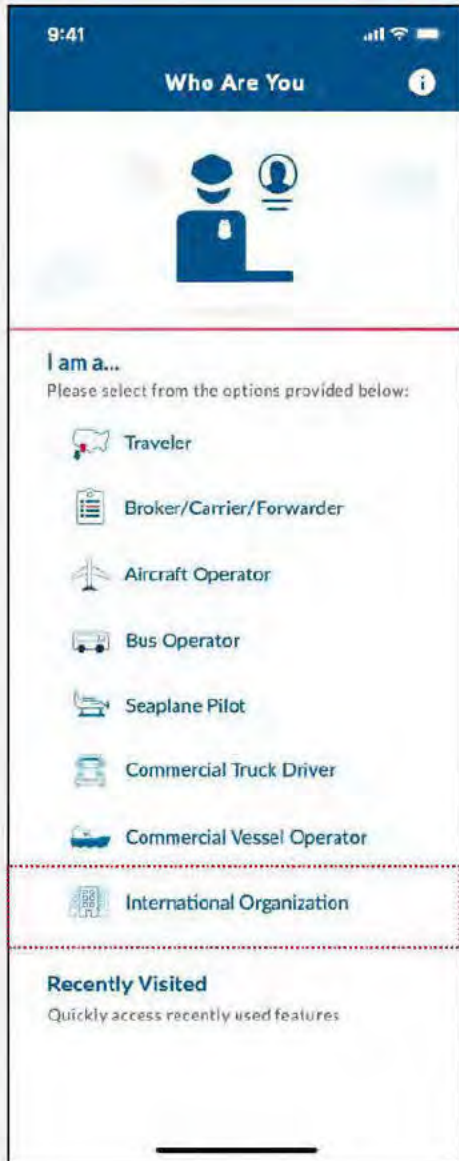 9:41
Who Are You
I am a...
Please select from the options provided below:
Traveler
Broker/Carrier/Forwarder
Aircraft Operator
Bus Operator
Seaplane Pilot
Commercial Truck Driver
Commercial Vessel Operator
International Organization
Recently Visited
Quickly access recently used features